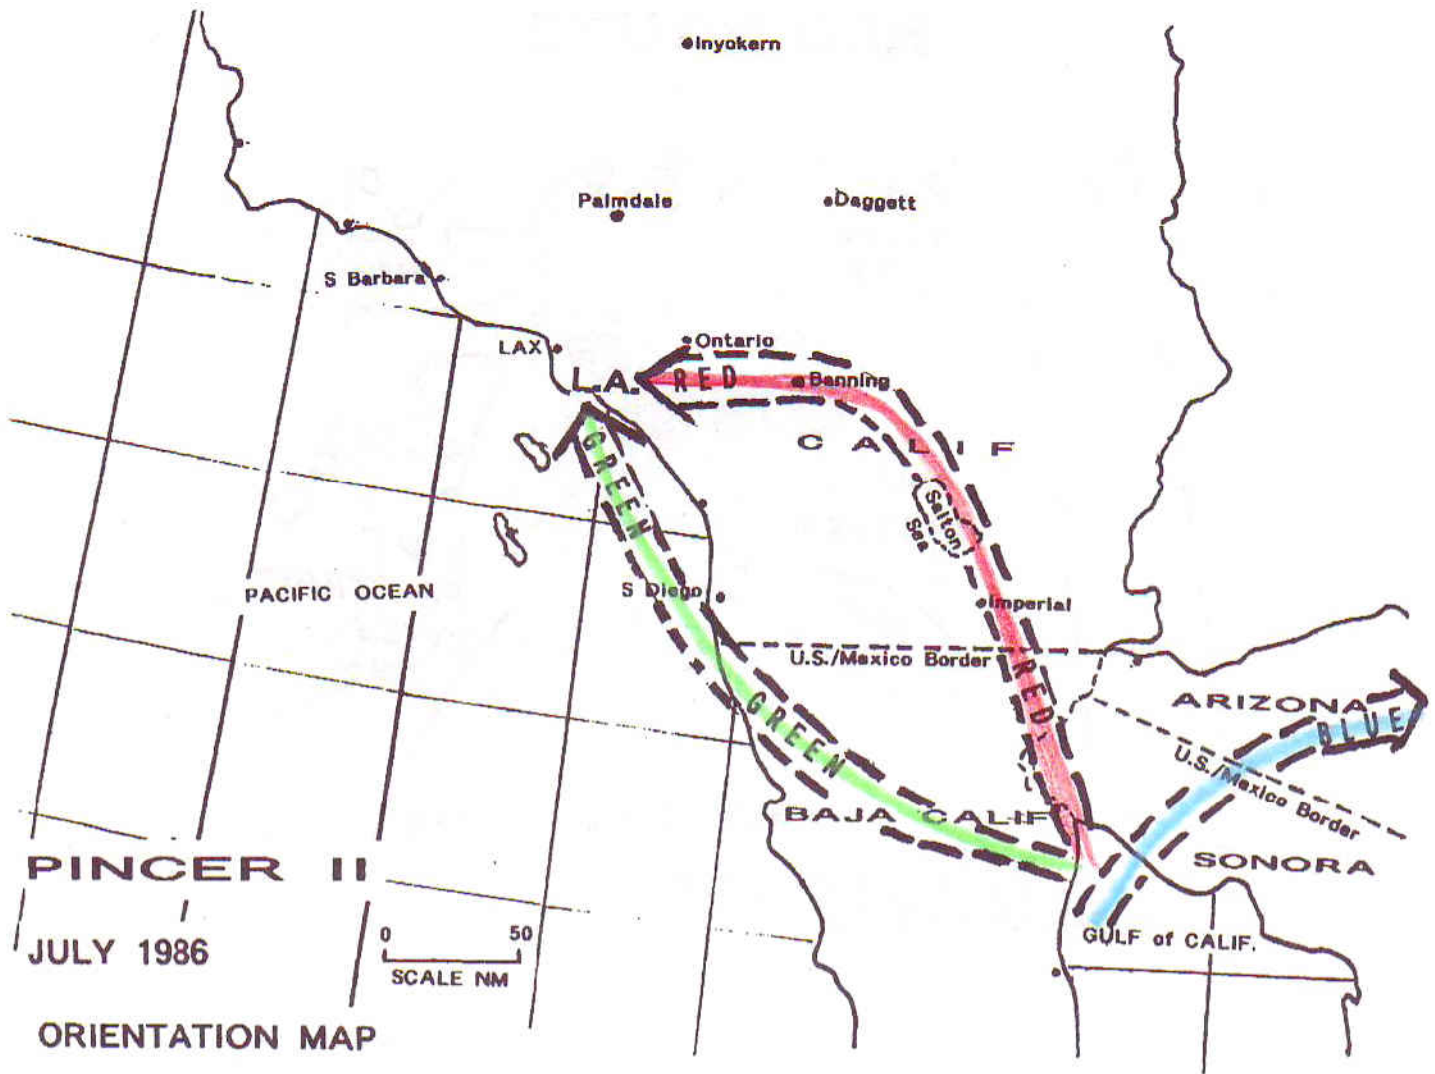 Inyokern
Palmdale
Daggett
S Barbara
LAX
Ontario
L.A.
RED
Banning
CALIF
GREEN
Salton
Sea
PACIFIC OCEAN
S Diego
Imperial
U.S./Mexico Border
RED
ARIZONA
GREEN
BLUE
U.S./Mexico Border
BAJA CALIF
SONORA
PINCER II
GULF of CALIF.
JULY 1986
0 50
SCALE NM
ORIENTATION MAP